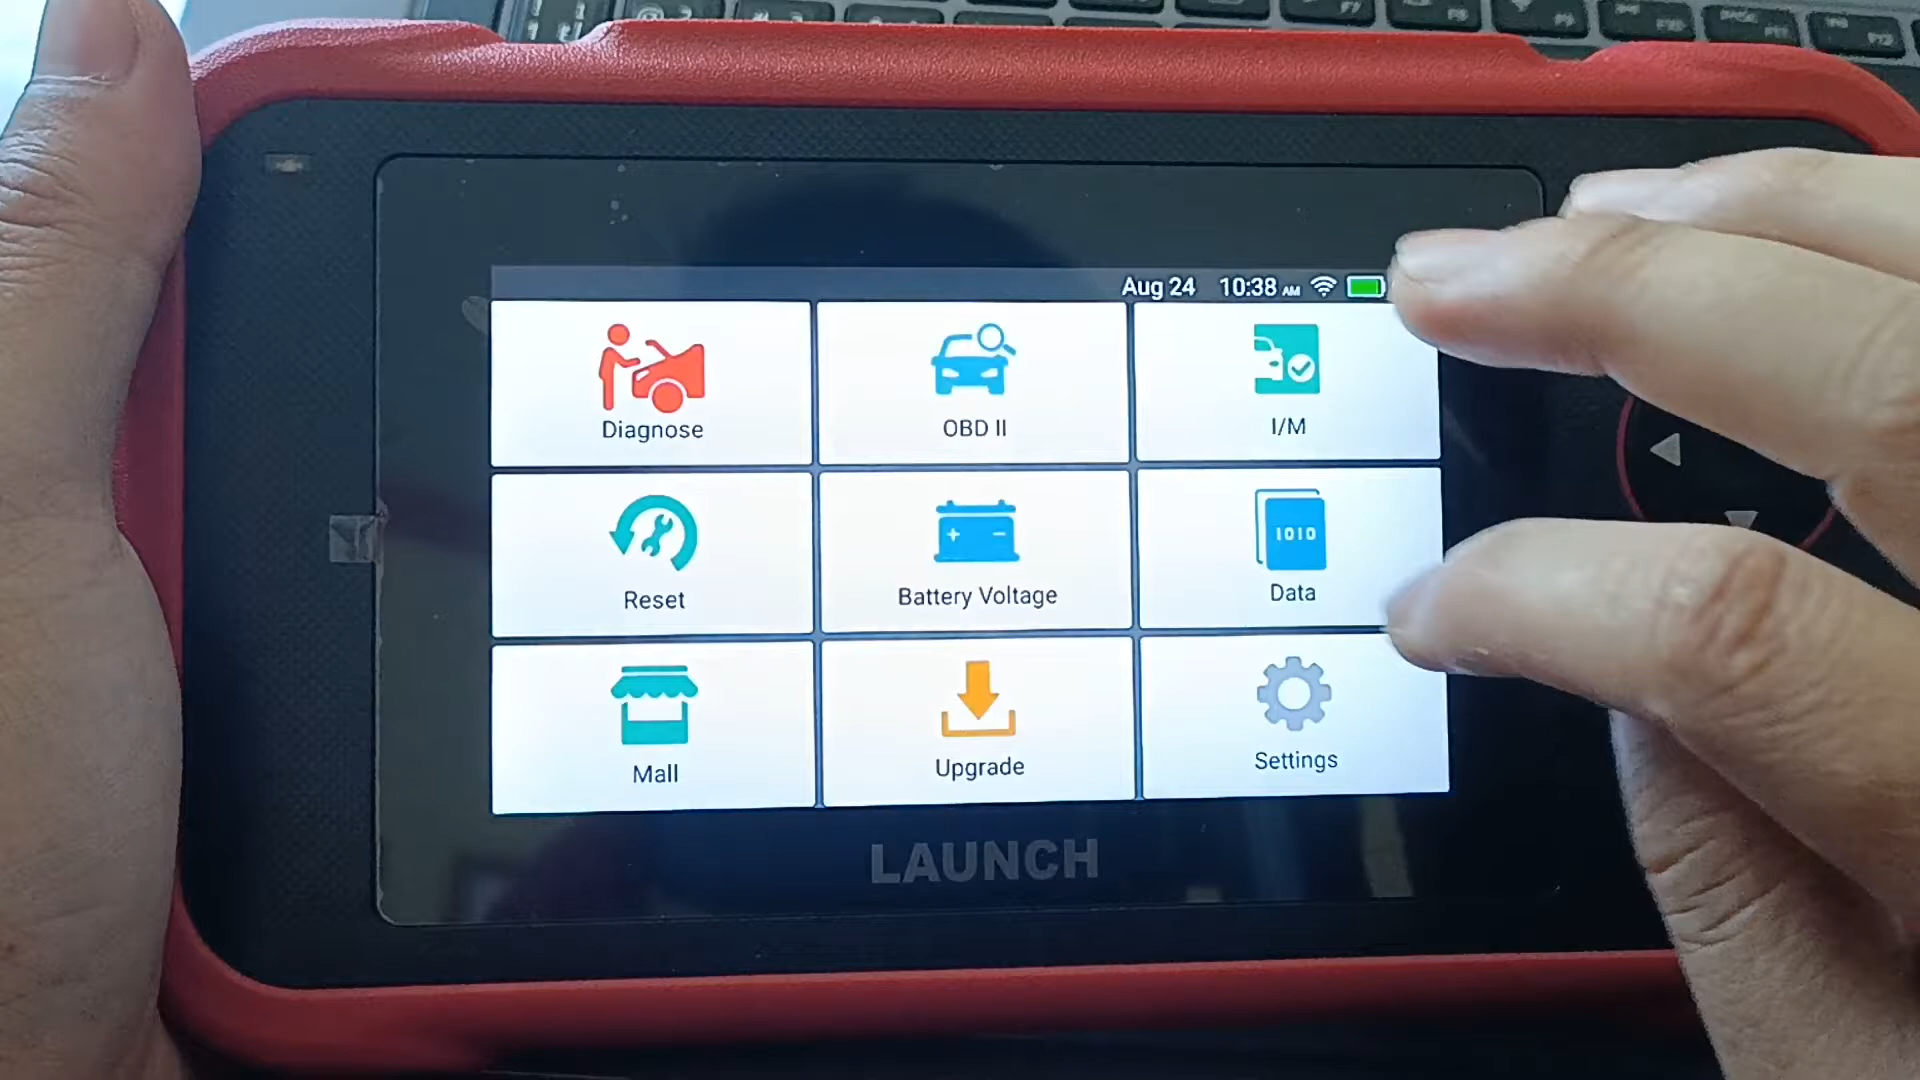 Aug 24 10:38 AM
Diagnose
OBD II
I/M
Reset
+ -
Battery Voltage
1010
Data
Mall
Upgrade
Settings
LAUNCH